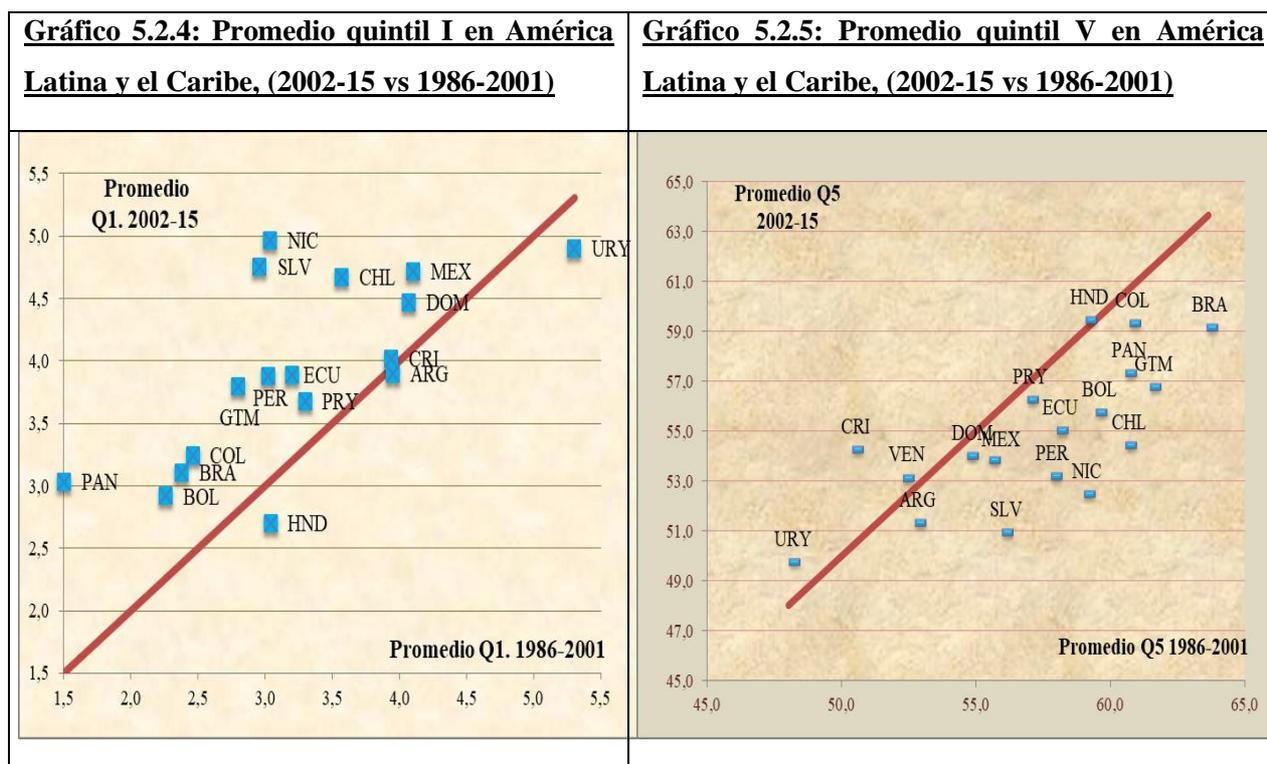 Gráfico 5.2.4: Promedio quintil I en América
Latina y el Caribe, (2002-15 vs 1986-2001)
Gráfico 5.2.5: Promedio quintil V en América
Latina y el Caribe, (2002-15 vs 1986-2001)
Promedio
Q1. 2002-15
5,5
5,0
4,5
4,0
3,5
3,0
2,5
2,0
1,5
NIC
URY
SLV
CHL
MEX
DOM
CRI
ARG
ECU
PER
PRY
GTM
COL
BRA
PAN
BOL
HND
Promedio Q1. 1986-2001
1,5
2,0
2,5
3,0
3,5
4,0
4,5
5,0
5,5
Promedio Q5
2002-15
65,0
63,0
61,0
59,0
57,0
55,0
53,0
51,0
49,0
47,0
45,0
HND
COL
BRA
PAN
GTM
PRY
BOL
ECU
CHL
CRI
DOM
MEX
VEN
PER
NIC
ARG
SLV
URY
Promedio Q5 1986-2001
45,0
50,0
55,0
60,0
65,0